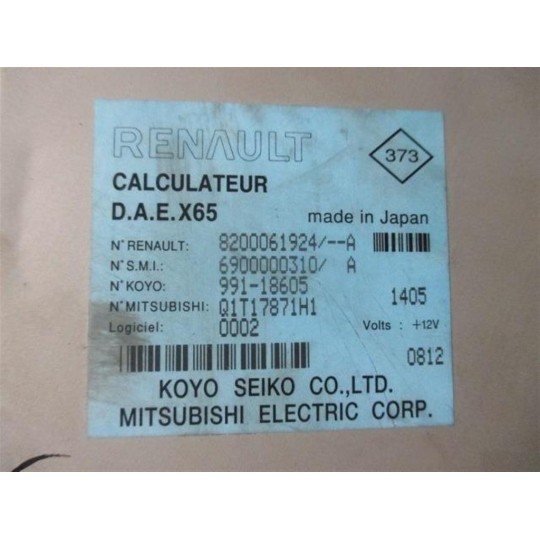 RENAULT
373
CALCULATEUR
D.A.E.X65
made in Japan
N° RENAULT: 8200061924/--A
N° S.M.I.: 6900000310/ A
N° KOYO: 991-18605
1405
N° MITSUBISHI: Q1T17871H1
Logiciel: 0002
Volts : +12V
0812
KOYO SEIKO CO.,LTD.
MITSUBISHI ELECTRIC CORP.